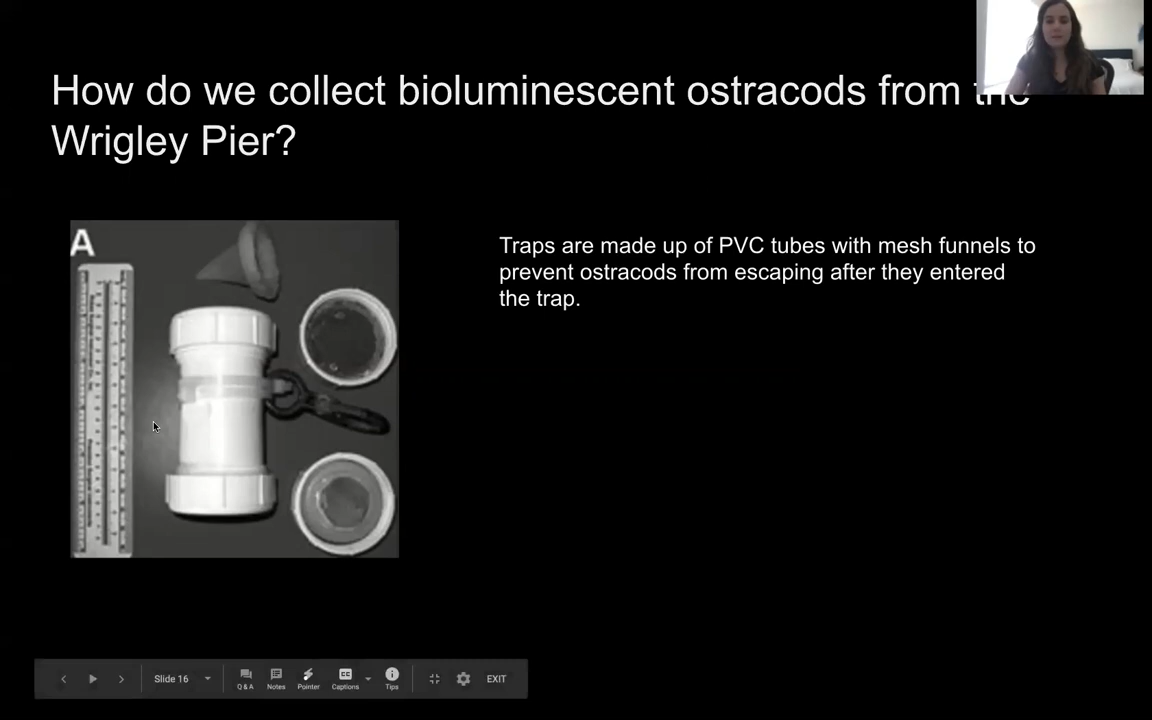 How do we collect bioluminescent ostracods from the
Wrigley Pier?
A
Traps are made up of PVC tubes with mesh funnels to
prevent ostracods from escaping after they entered
the trap.
Slide 16
Q & A
Notes
Pointer
Captions
Tips
EXIT